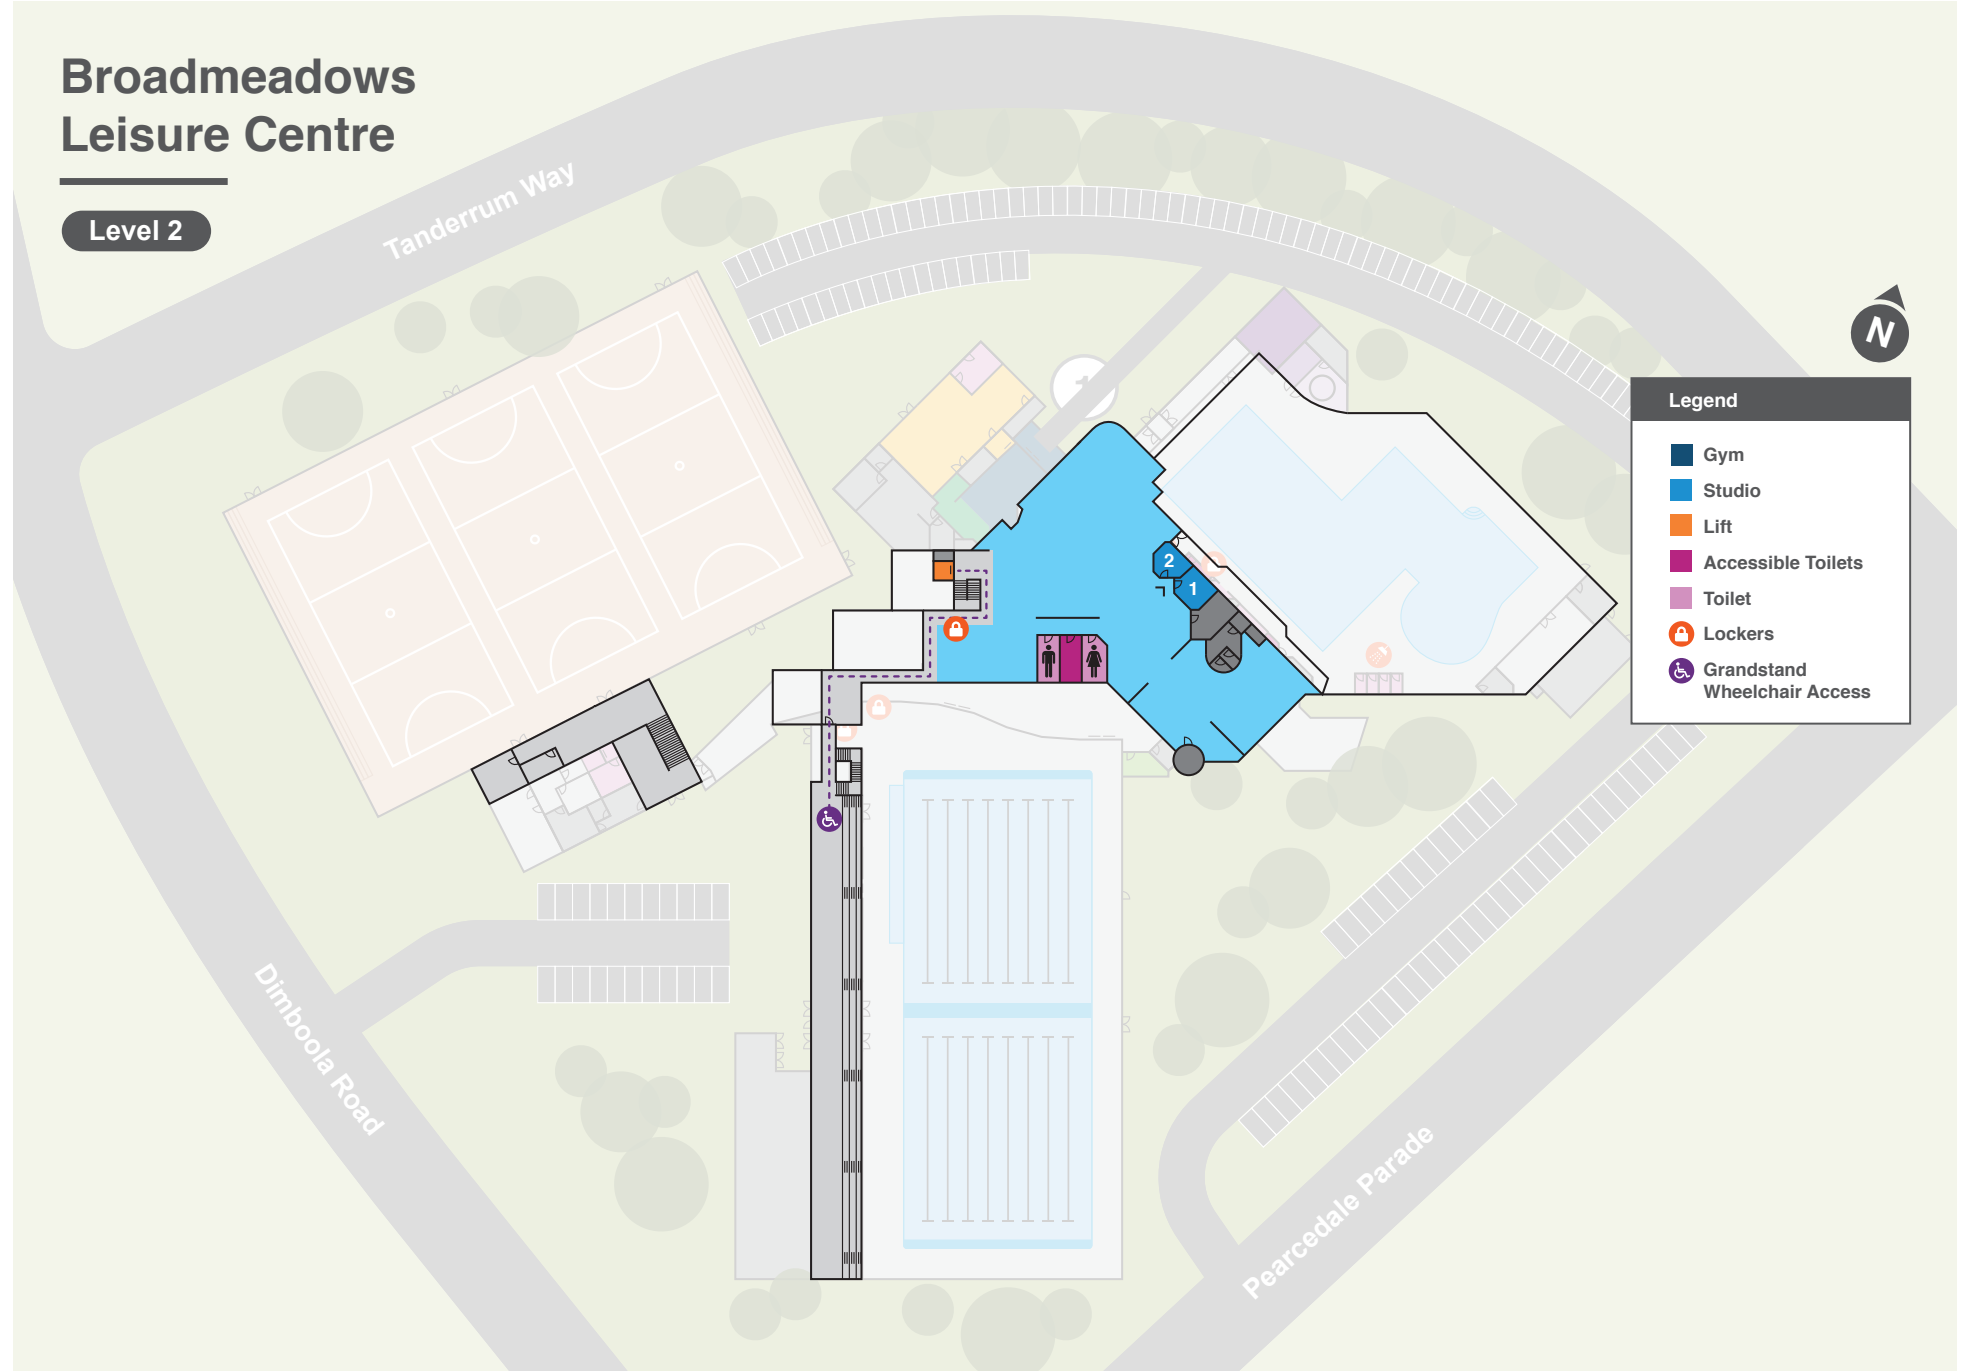 Broadmeadows
Leisure Centre
Level 2
Tanderrum Way
N
1
Legend
Gym
Studio
Lift
Accessible Toilets
Toilet
Lockers
Grandstand
Wheelchair Access
2
1
Dimboola Road
Pearcedale Parade